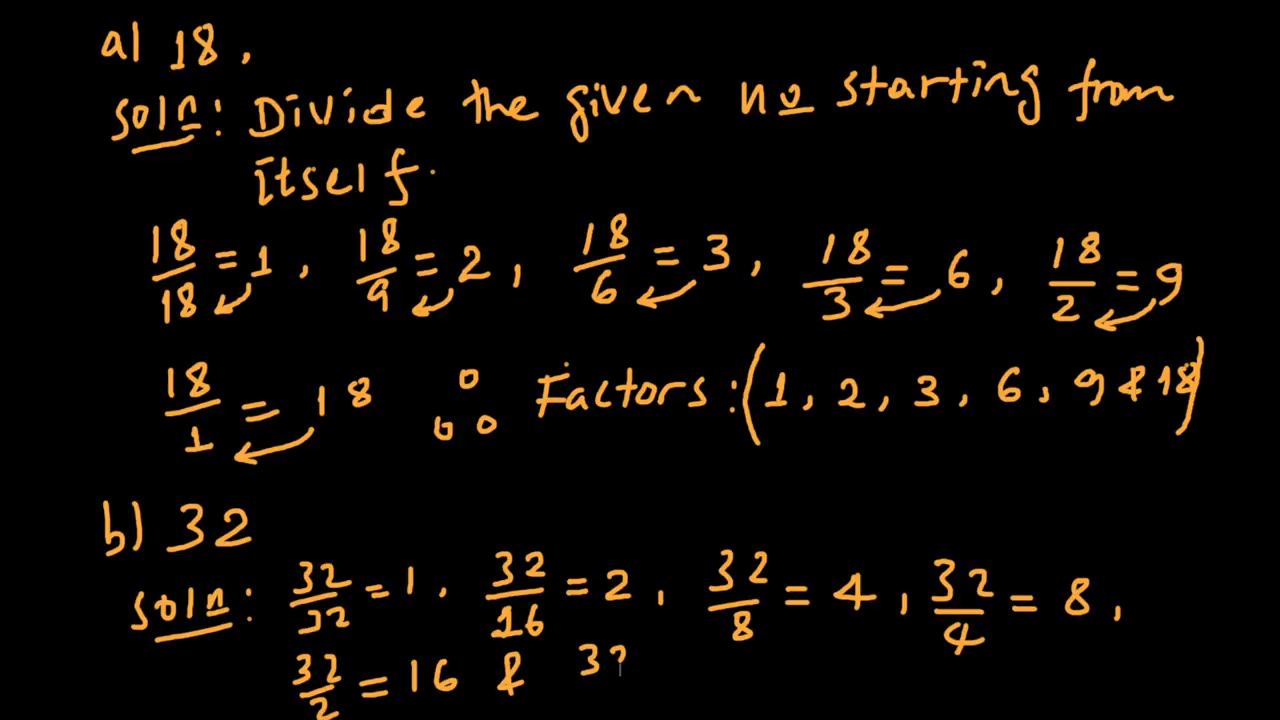 a) 18,
Soln: Divide the given no starting from
itself.
18/18 = 1, 18/9 = 2, 18/6 = 3, 18/3 = 6, 18/2 = 9
18/1 = 18 ∴ Factors: (1, 2, 3, 6, 9 & 18)
b) 32
Soln: 32/32 = 1, 32/16 = 2, 32/8 = 4, 32/4 = 8,
32/2 = 16 & 3